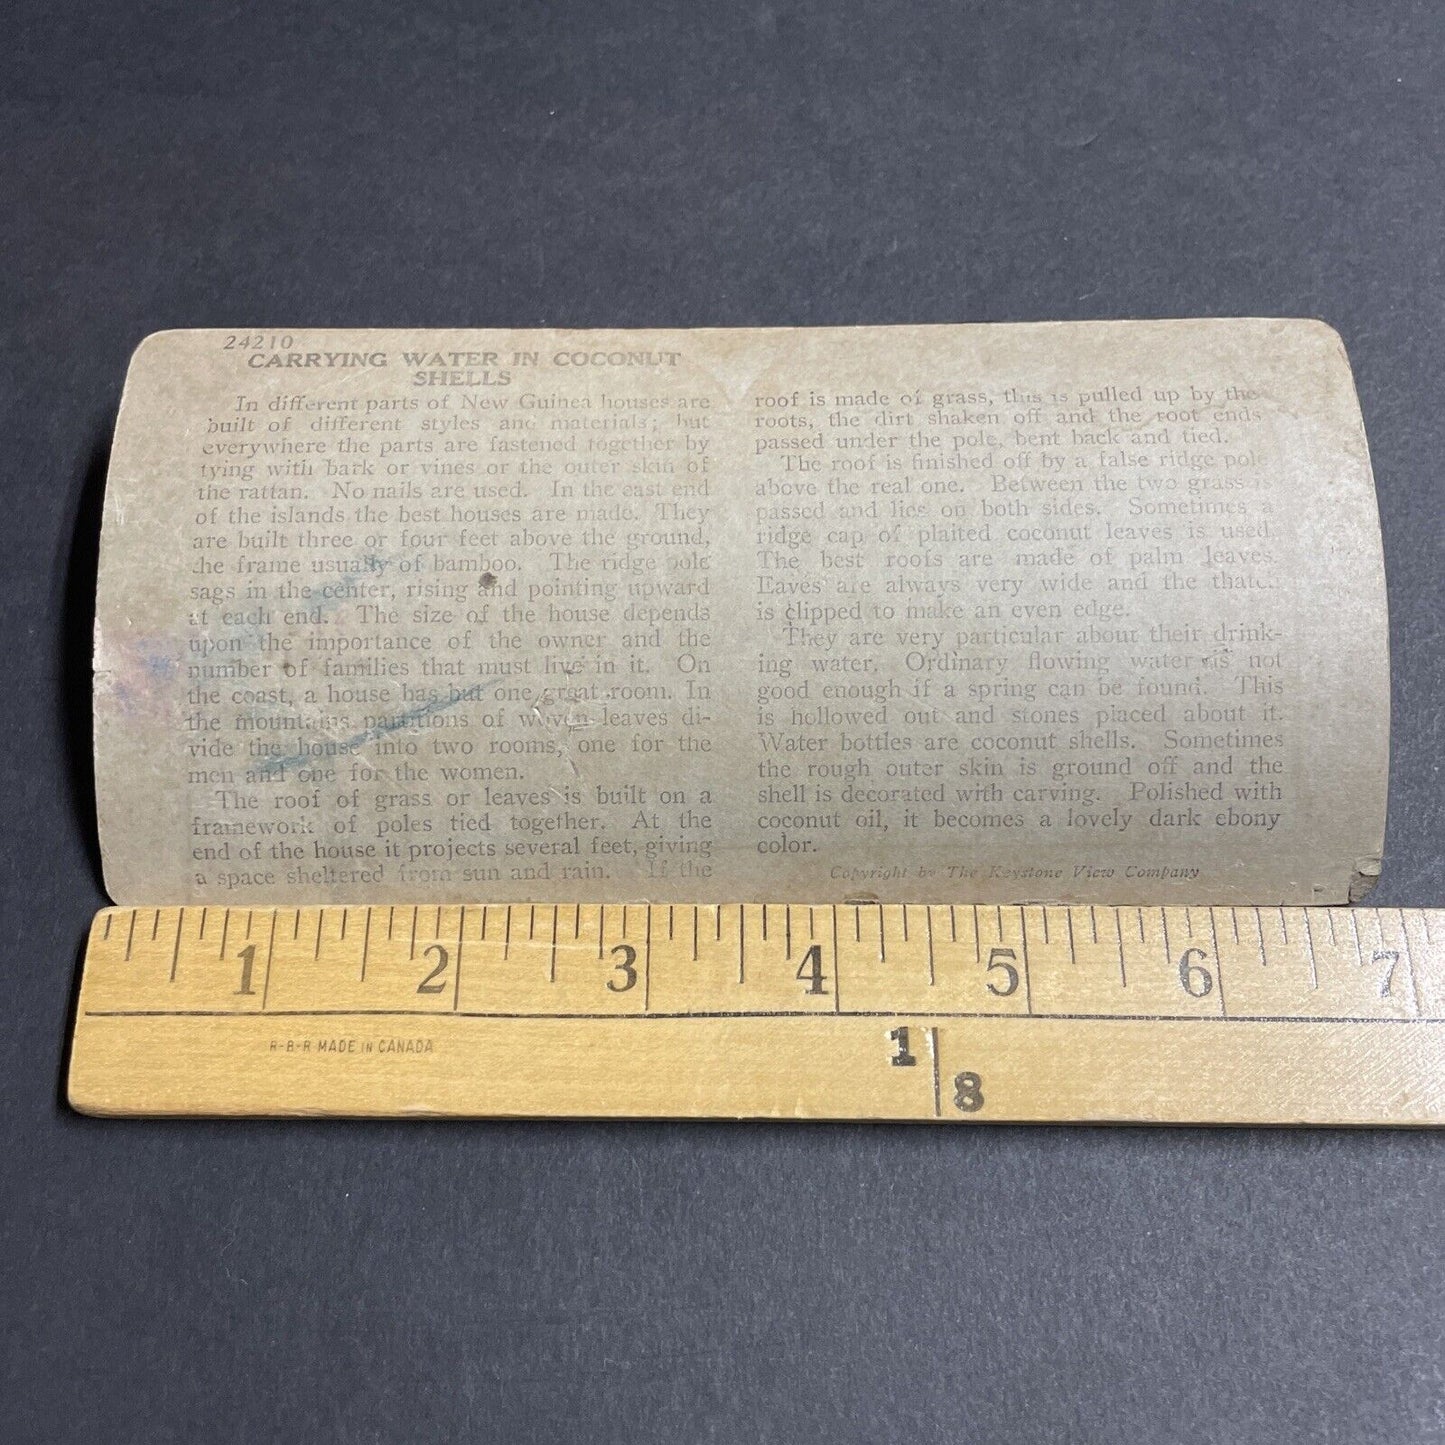 24210
CARRYING WATER IN COCONUT
SHELLS
In different parts of New Guinea houses are
built of different styles and materials; but
everywhere the parts are fastened together by
tying with bark or vines or the outer skin of
the rattan. No nails are used. In the east end
of the islands the best houses are made. They
are built three or four feet above the ground,
the frame usually of bamboo. The ridge pole
sags in the center, rising and pointing upward
at each end. The size of the house depends
upon the importance of the owner and the
number of families that must live in it. On
the coast, a house has but one great room. In
the mountains partitions of woven leaves di-
vide the house into two rooms, one for the
men and one for the women.
The roof of grass or leaves is built on a
framework of poles tied together. At the
end of the house it projects several feet, giving
a space sheltered from sun and rain. If the
roof is made of grass, this is pulled up by the
roots, the dirt shaken off and the root ends
passed under the pole, bent back and tied.
The roof is finished off by a false ridge pole
above the real one. Between the two grass is
passed and lies on both sides. Sometimes a
ridge cap of plaited coconut leaves is used.
The best roofs are made of palm leaves.
Eaves are always very wide and the thatch
is clipped to make an even edge.
They are very particular about their drink-
ing water. Ordinary flowing water is not
good enough if a spring can be found. This
is hollowed out and stones placed about it.
Water bottles are coconut shells. Sometimes
the rough outer skin is ground off and the
shell is decorated with carving. Polished with
coconut oil, it becomes a lovely dark ebony
color.
Copyright by The Keystone View Company
1 2 3 4 5 6 7
R-B-R MADE IN CANADA
1
8